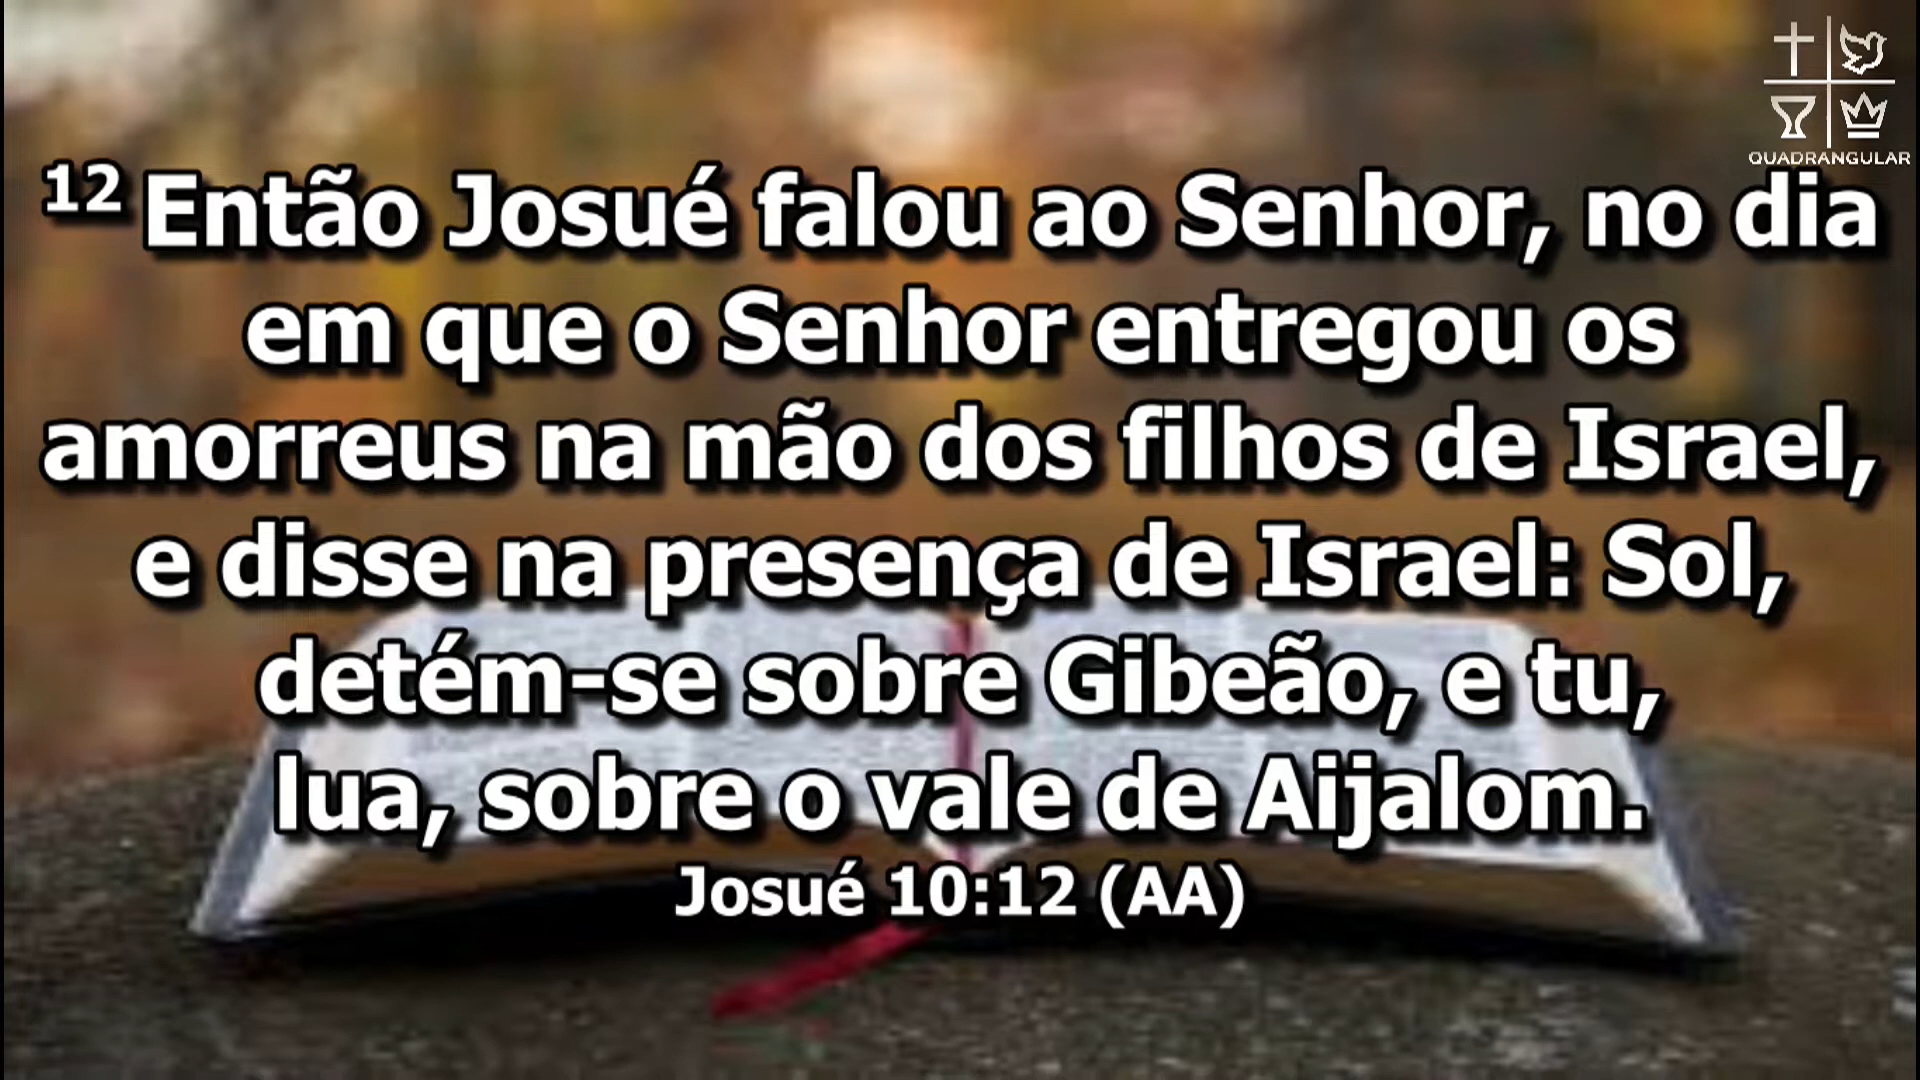 QUADRANGULAR
12 Então Josué falou ao Senhor, no dia
em que o Senhor entregou os
amorreus na mão dos filhos de Israel,
e disse na presença de Israel: Sol,
detém-se sobre Gibeão, e tu,
lua, sobre o vale de Aijalom.
Josué 10:12 (AA)